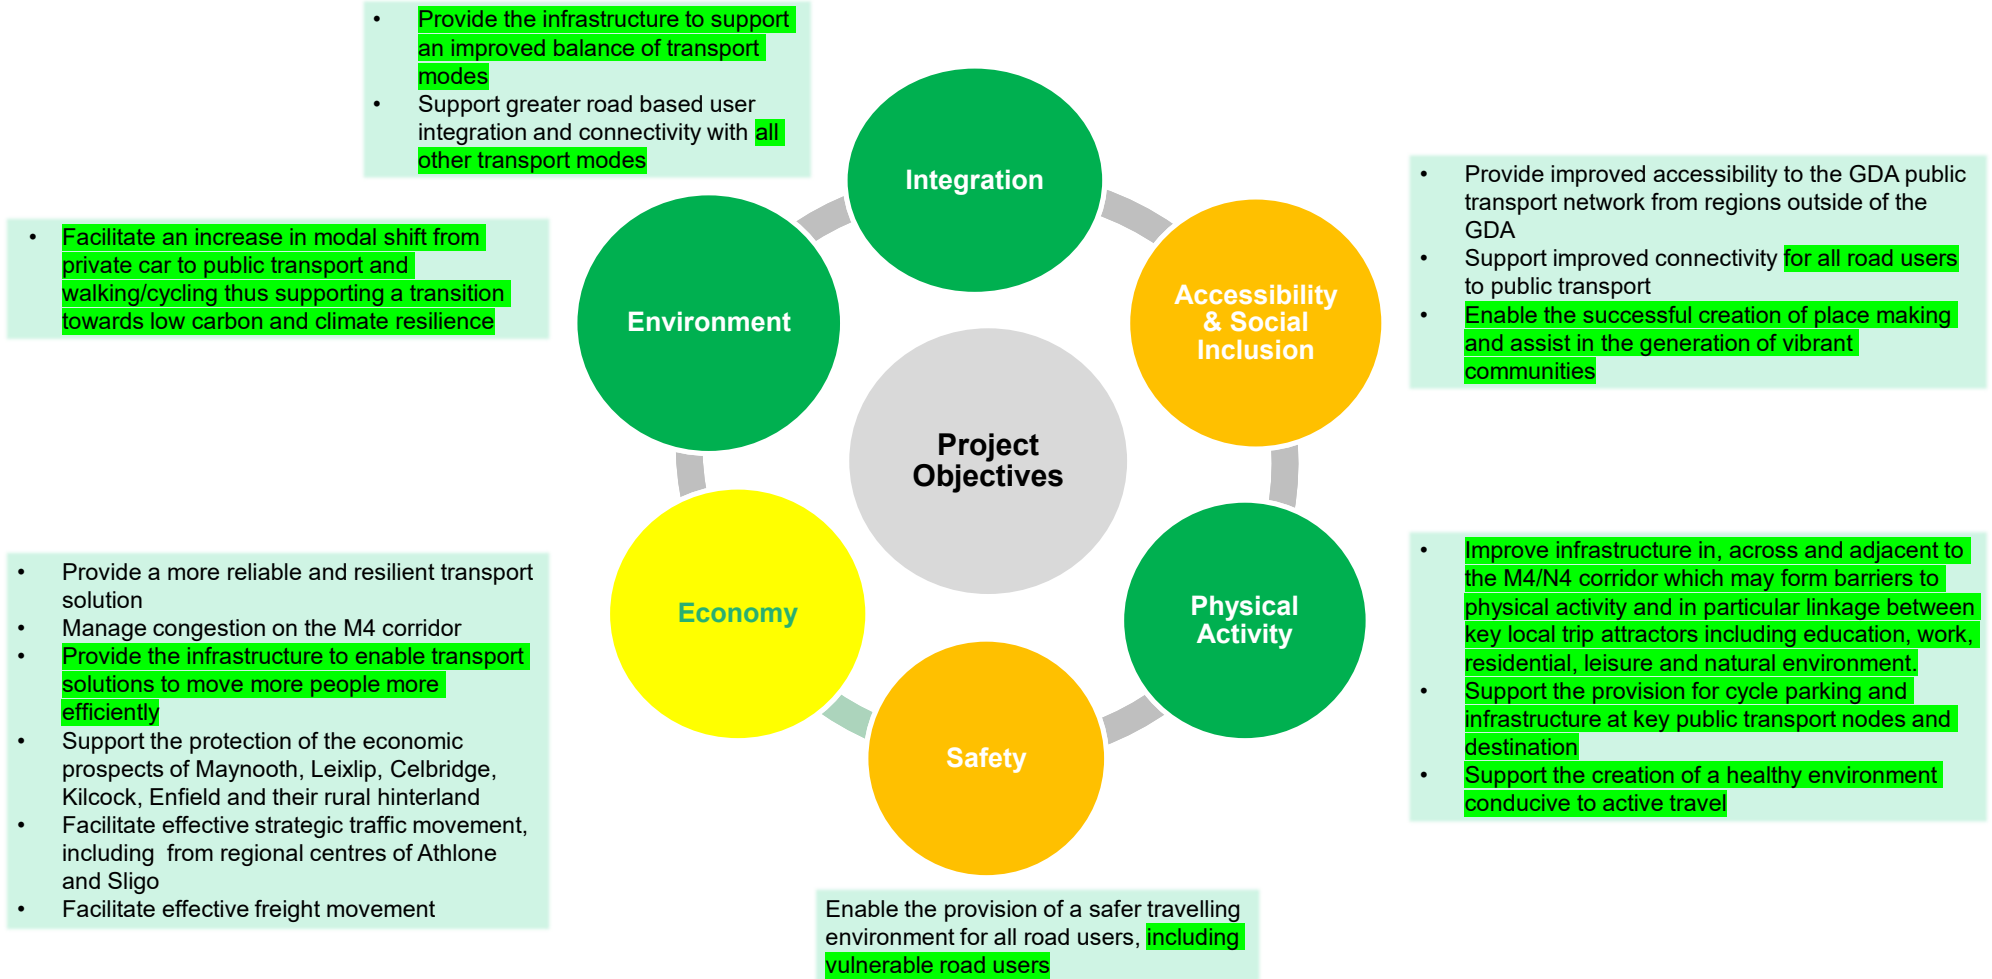 • Provide the infrastructure to support
an improved balance of transport
modes
• Support greater road based user
integration and connectivity with all
other transport modes
Integration
• Provide improved accessibility to the GDA public
transport network from regions outside of the
GDA
• Support improved connectivity for all road users
to public transport
• Enable the successful creation of place making
and assist in the generation of vibrant
communities
Accessibility
& Social
Inclusion
• Facilitate an increase in modal shift from
private car to public transport and
walking/cycling thus supporting a transition
towards low carbon and climate resilience
Environment
Project
Objectives
• Provide a more reliable and resilient transport
solution
• Manage congestion on the M4 corridor
• Provide the infrastructure to enable transport
solutions to move more people more
efficiently
• Support the protection of the economic
prospects of Maynooth, Leixlip, Celbridge,
Kilcock, Enfield and their rural hinterland
• Facilitate effective strategic traffic movement,
including from regional centres of Athlone
and Sligo
• Facilitate effective freight movement
Economy
Physical
Activity
• Improve infrastructure in, across and adjacent to
the M4/N4 corridor which may form barriers to
physical activity and in particular linkage between
key local trip attractors including education, work,
residential, leisure and natural environment.
• Support the provision for cycle parking and
infrastructure at key public transport nodes and
destination
• Support the creation of a healthy environment
conducive to active travel
Safety
Enable the provision of a safer travelling
environment for all road users, including
vulnerable road users